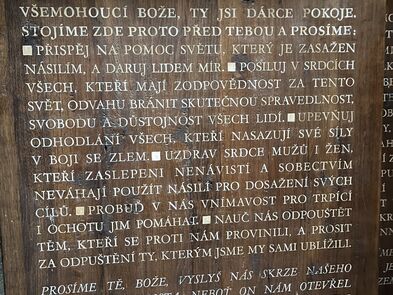 VŠEMOHOUCÍ BOŽE, TY JSI DÁRCE POKOJE.
STOJÍME ZDE PROTO PŘED TEBOU A PROSÍME:
PŘISPĚJ NA POMOC SVĚTU, KTERÝ JE ZASAŽEN
NÁSILÍM, A DARUJ LIDEM MÍR. POSILUJ V SRDCÍCH
VŠECH, KTEŘÍ MAJÍ ZODPOVĚDNOST ZA TENTO
SVĚT, ODVAHU BRÁNIT SKUTEČNOU SPRAVEDLNOST,
SVOBODU A DŮSTOJNOST VŠECH LIDÍ. UPEVŇUJ
ODHODLÁNÍ VŠECH, KTEŘÍ NASAZUJÍ SVÉ SÍLY
V BOJI SE ZLEM. UZDRAV SRDCE MUŽŮ I ŽEN,
KTEŘÍ ZASLEPENI NENÁVISTÍ A SOBECTVÍM
NEVÁHAJÍ POUŽÍT NÁSILÍ PRO DOSAŽENÍ SVÝCH
CÍLŮ. PROBUĎ V NÁS VNÍMAVOST PRO TRPÍCÍ
I OCHOTU JIM POMÁHAT. NAUČ NÁS ODPOUŠTĚT
TĚM, KTEŘÍ SE PROTI NÁM PROVINILI, A PROSIT
ZA ODPUŠTĚNÍ TY, KTERÝM JSME MY SAMI UBLÍŽILI.
PROSÍME TĚ, BOŽE, VYSLYŠ NÁS SKRZE NAŠEHO
NEBOŤ ON NÁM OTEVŘEL